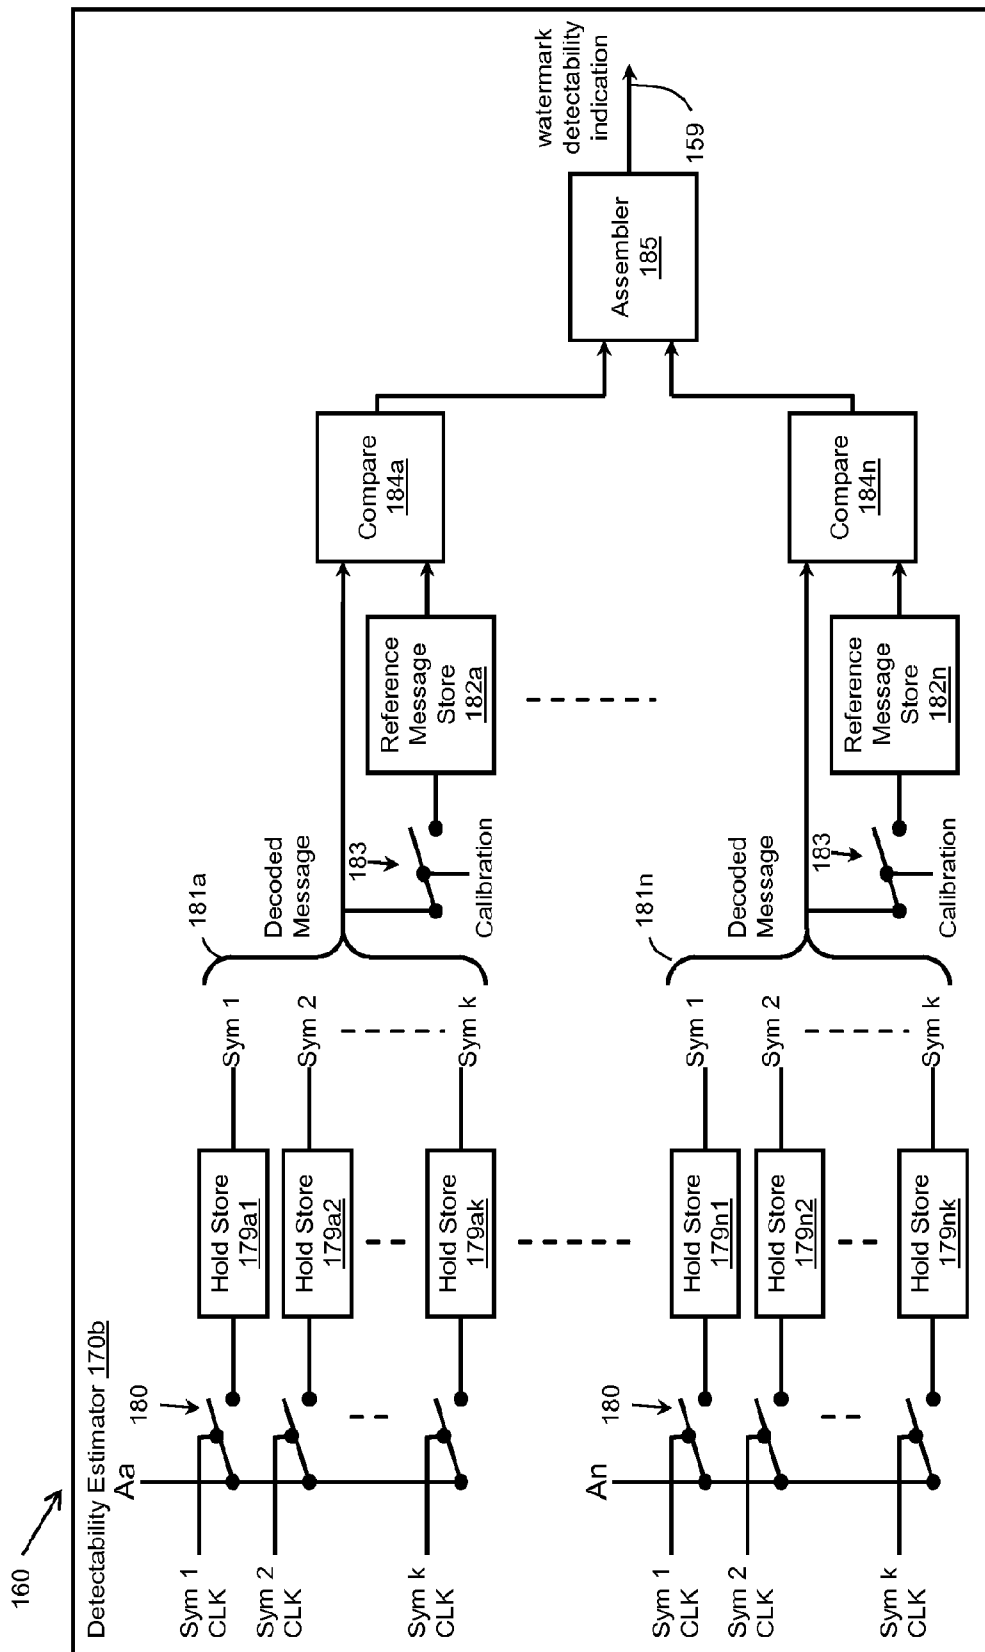 160
Detectability Estimator 170b
Aa
180
Sym 1
CLK
Sym 2
CLK
Sym k
CLK
Hold Store
179a1
Hold Store
179a2
Hold Store
179ak
Sym 1
Sym 2
Sym k
181a
Decoded
Message
183
Calibration
Reference
Message
Store
182a
Compare
184a
An
180
Sym 1
CLK
Sym 2
CLK
Sym k
CLK
Hold Store
179n1
Hold Store
179n2
Hold Store
179nk
Sym 1
Sym 2
Sym k
181n
Decoded
Message
183
Calibration
Reference
Message
Store
182n
Compare
184n
Assembler
185
watermark
detectability
indication
159